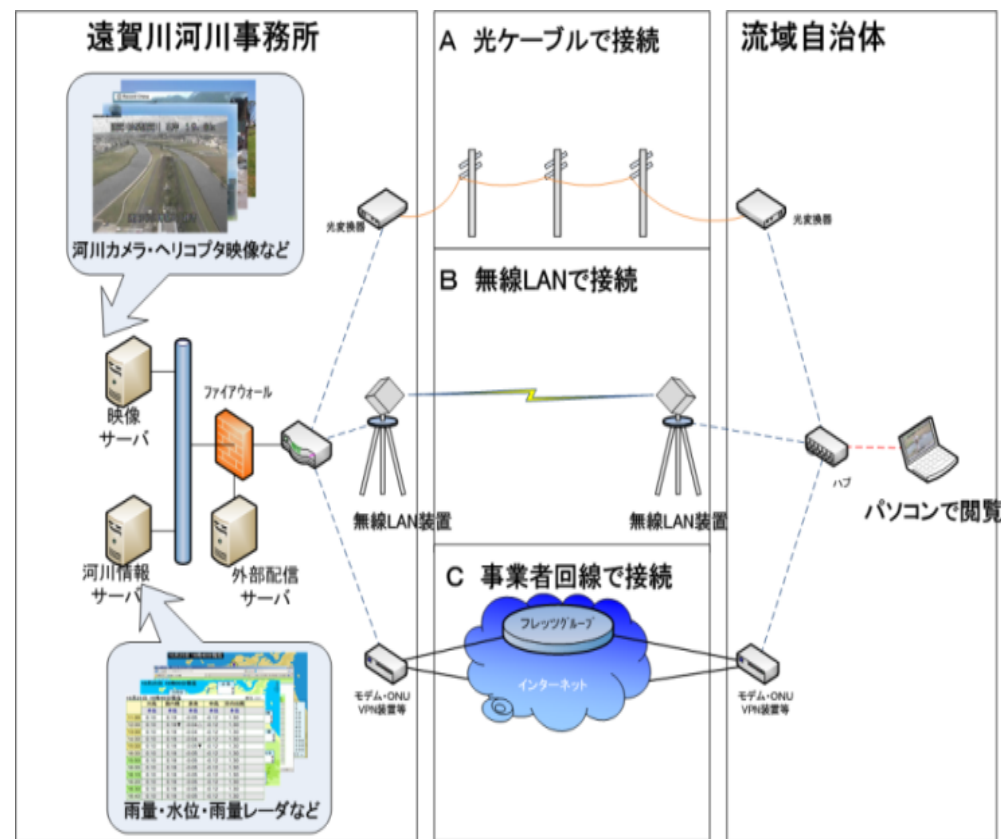 遠賀川河川事務所
A 光ケーブルで接続
流域自治体
河川カメラ・ヘリコプタ映像など
光変換器
光変換器
B 無線LANで接続
映像
サーバ
ファイアウォール
無線LAN装置
無線LAN装置
ハブ
パソコンで閲覧
河川情報
サーバ
外部配信
サーバ
C 事業者回線で接続
フレッツグループ
インターネット
モデム・ONU
VPN装置等
モデム・ONU
VPN装置等
雨量・水位・雨量レーダなど